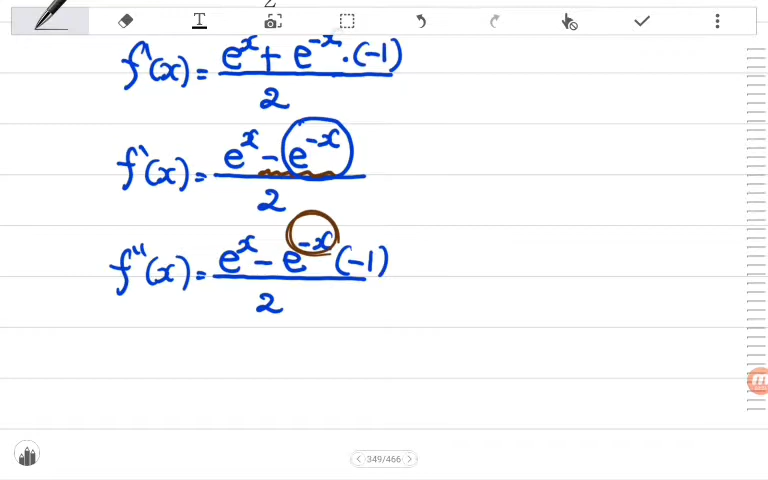 T
f'(x) = e^x + e^-x · (-1) / 2
f'(x) = e^x - e^-x / 2
f''(x) = e^x - e^-x (-1) / 2
< 349/466 >